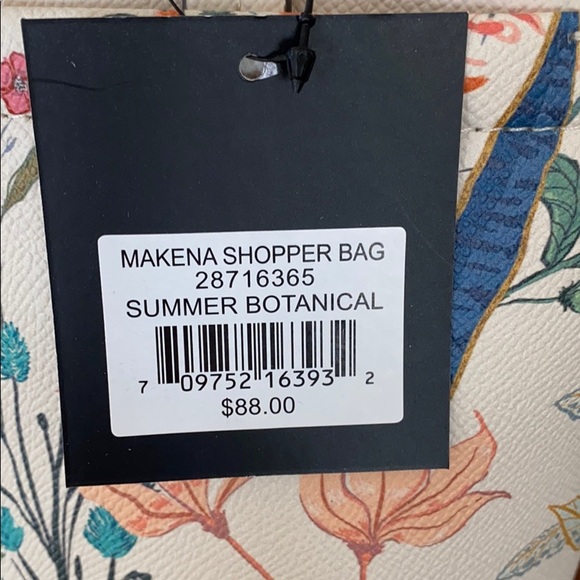 MAKENA SHOPPER BAG
28716365
SUMMER BOTANICAL
7 09752 16393 2
$88.00